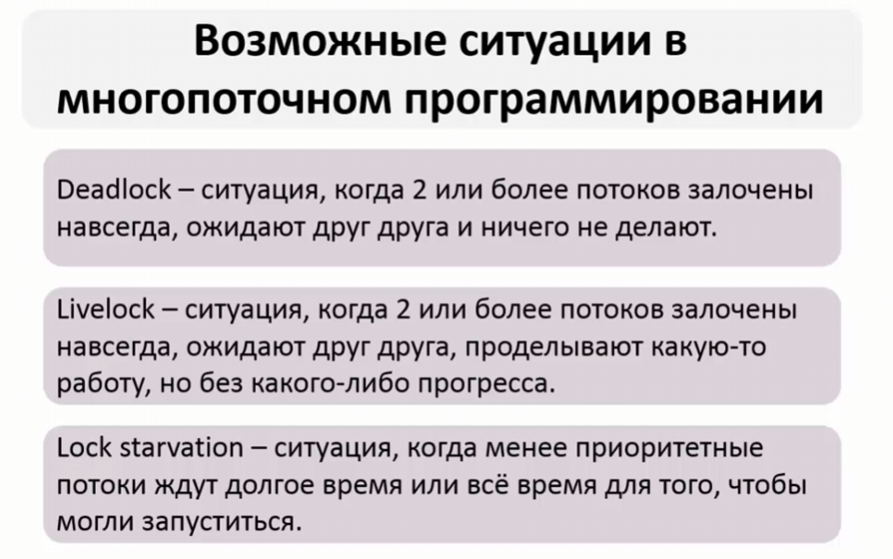 Возможные ситуации в
многопоточном программировании
Deadlock – ситуация, когда 2 или более потоков залочены
навсегда, ожидают друг друга и ничего не делают.
Livelock – ситуация, когда 2 или более потоков залочены
навсегда, ожидают друг друга, проделывают какую-то
работу, но без какого-либо прогресса.
Lock starvation – ситуация, когда менее приоритетные
потоки ждут долгое время или всё время для того, чтобы
могли запуститься.